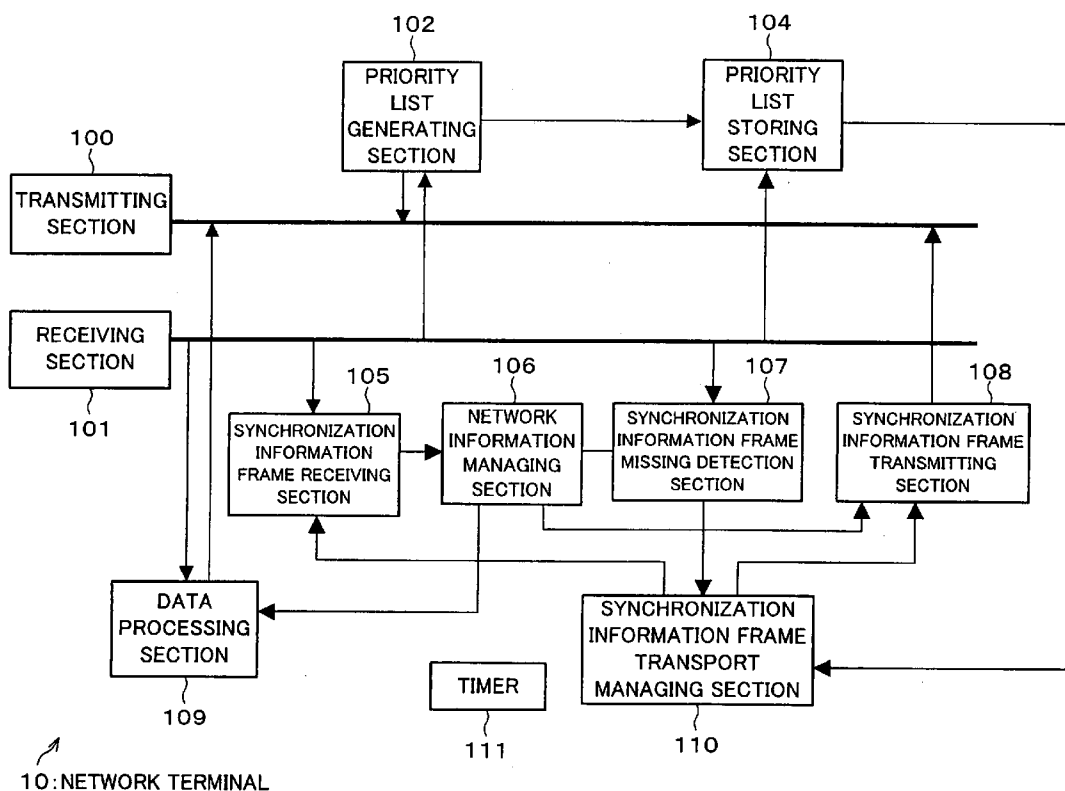 102
PRIORITY
LIST
GENERATING
SECTION
104
PRIORITY
LIST
STORING
SECTION
100
TRANSMITTING
SECTION
RECEIVING
SECTION
101
105
SYNCHRONIZATION
INFORMATION
FRAME RECEIVING
SECTION
106
NETWORK
INFORMATION
MANAGING
SECTION
107
SYNCHRONIZATION
INFORMATION FRAME
MISSING DETECTION
SECTION
108
SYNCHRONIZATION
INFORMATION FRAME
TRANSMITTING
SECTION
DATA
PROCESSING
SECTION
109
TIMER
111
SYNCHRONIZATION
INFORMATION FRAME
TRANSPORT
MANAGING SECTION
110
10:NETWORK TERMINAL